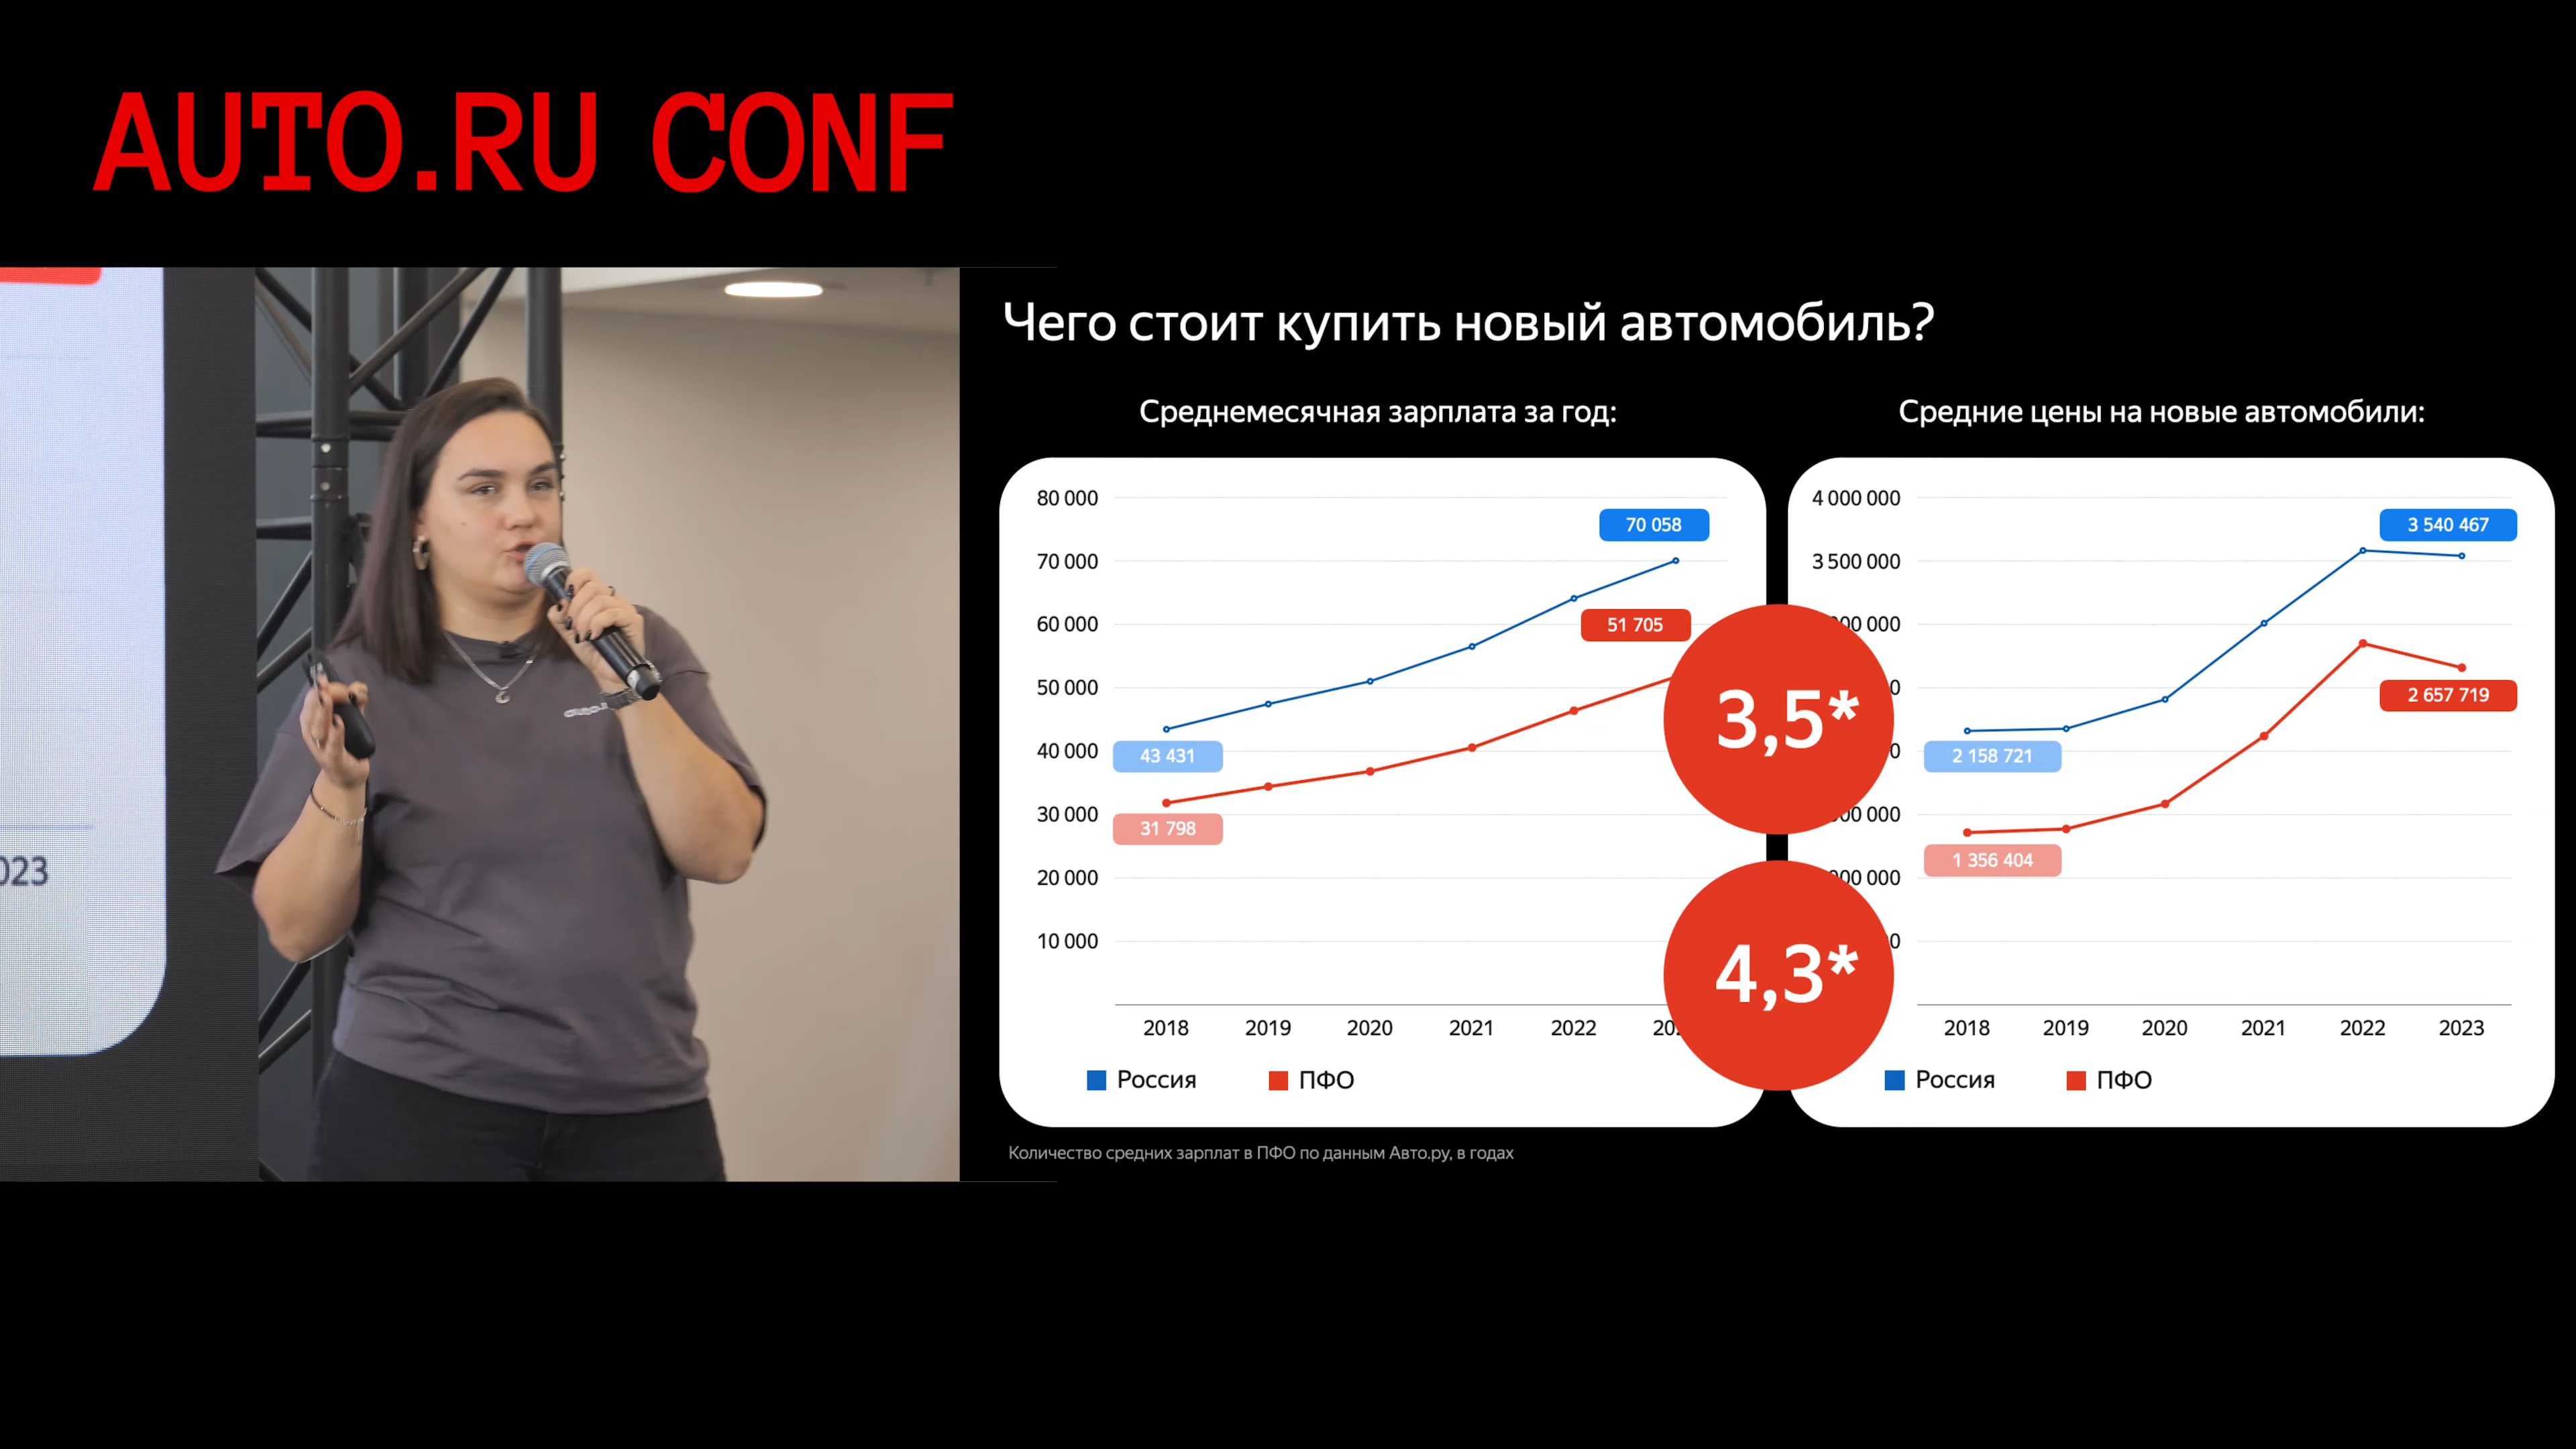 AUTO.RU CONF
Чего стоит купить новый автомобиль?
Среднемесячная зарплата за год:
80 000
70 000
60 000
50 000
40 000
30 000
20 000
10 000
70 058
51 705
43 431
31 798
2018 2019 2020 2021 2022
Россия ПФО
3,5*
4,3*
Средние цены на новые автомобили:
4 000 000
3 500 000
3 540 467
2 657 719
2 158 721
1 356 404
2018 2019 2020 2021 2022 2023
Россия ПФО
Количество средних зарплат в ПФО по данным Авто.ру, в годах